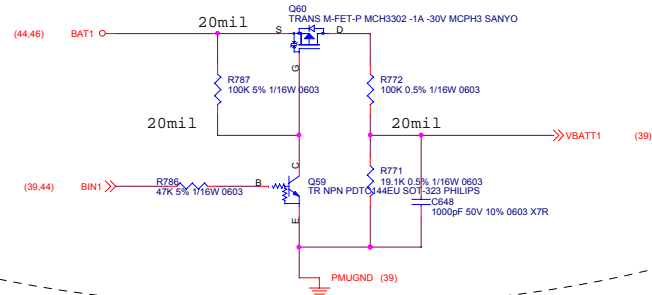 Q60
TRANS M-FET-P MCH3302 -1A -30V MCPH3 SANYO
20mil
(44,46) BAT1 S D
G
R787
100K 5% 1/16W 0603
R772
100K 0.5% 1/16W 0603
20mil 20mil
VBATT1 (39)
C
R771
19.1K 0.5% 1/16W 0603
(39,44) BIN1
R786
47K 5% 1/16W 0603
B
Q59
TR NPN PDTC144EU SOT-323 PHILIPS
C648
1000pF 50V 10% 0603 X7R
E
PMUGND (39)